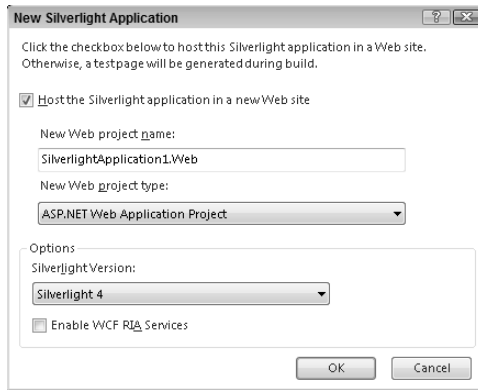 New Silverlight Application
Click the checkbox below to host this Silverlight application in a Web site.
Otherwise, a testpage will be generated during build.
Host the Silverlight application in a new Web site
New Web project name:
SilverlightApplication1.Web
New Web project type:
ASP.NET Web Application Project
Options
Silverlight Version:
Silverlight 4
Enable WCF RIA Services
OK Cancel